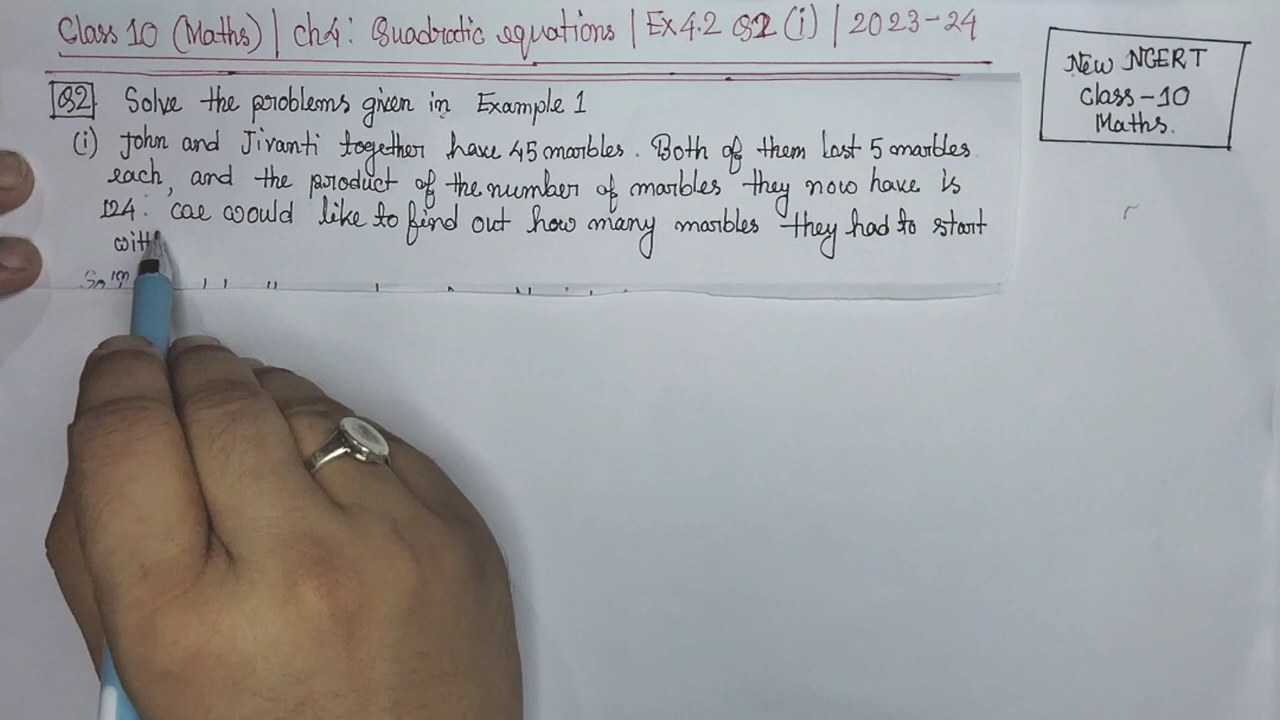 Class 10 (Maths) | Ch4: Quadratic equations | Ex4.2 Q2 (i) | 2023-24
New NCERT
Class-10
Maths.
Q2 Solve the problems given in Example 1
(i) John and Jivanti together have 45 marbles. Both of them lost 5 marbles
each, and the product of the number of marbles they now have is
124. We would like to find out how many marbles they had to start
with
Soln